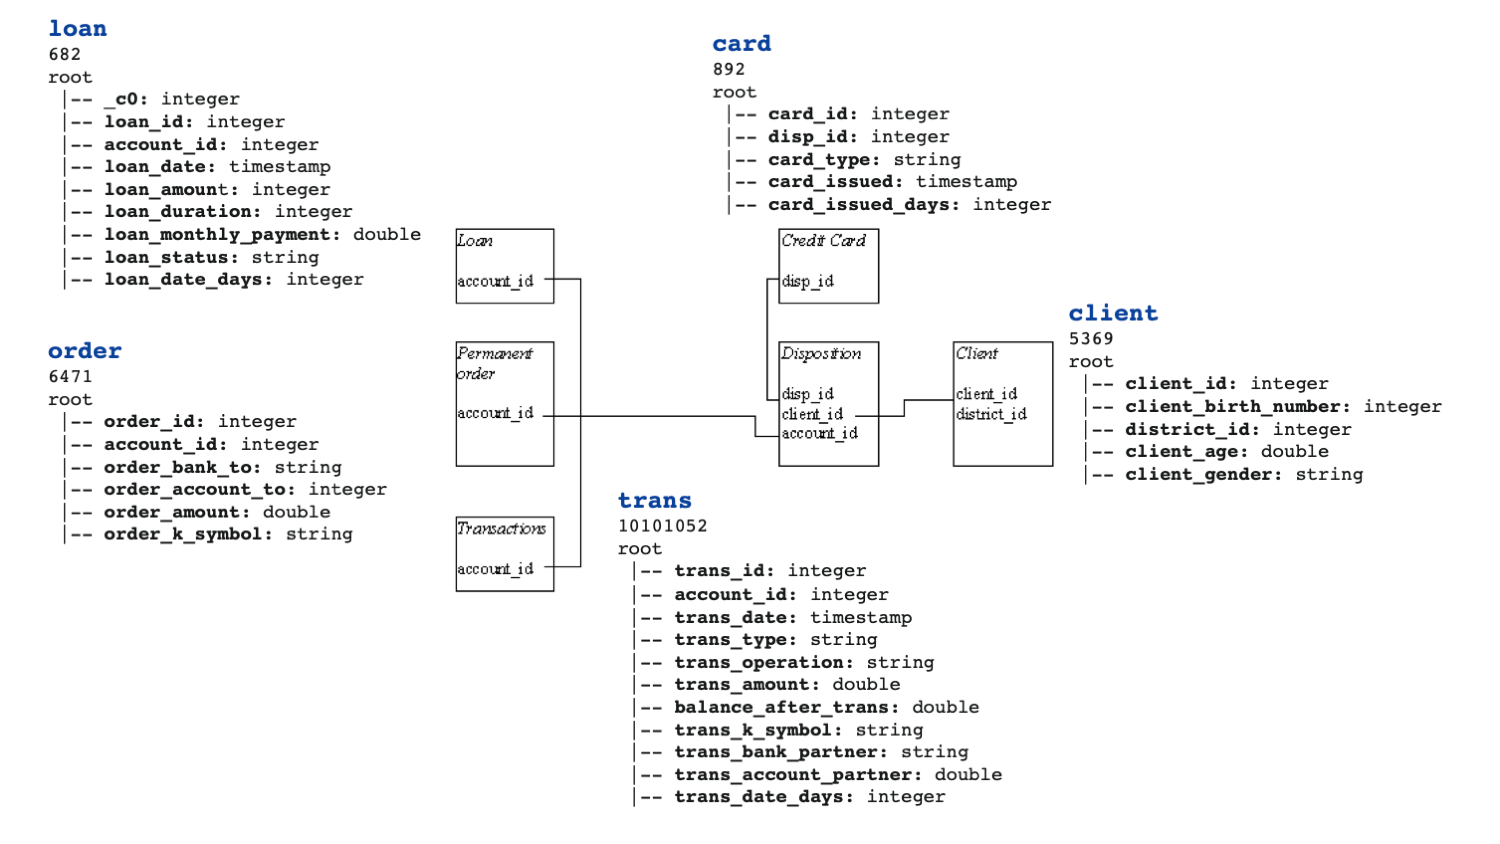 loan
682
root
|-- _c0: integer
|-- loan_id: integer
|-- account_id: integer
|-- loan_date: timestamp
|-- loan_amount: integer
|-- loan_duration: integer
|-- loan_monthly_payment: double
|-- loan_status: string
|-- loan_date_days: integer
card
892
root
|-- card_id: integer
|-- disp_id: integer
|-- card_type: string
|-- card_issued: timestamp
|-- card_issued_days: integer
Loan
account_id
Credit Card
disp_id
order
6471
root
|-- order_id: integer
|-- account_id: integer
|-- order_bank_to: string
|-- order_account_to: integer
|-- order_amount: double
|-- order_k_symbol: string
Permanent
order
account_id
Disposition
disp_id
client_id
account_id
Client
client_id
district_id
client
5369
root
|-- client_id: integer
|-- client_birth_number: integer
|-- district_id: integer
|-- client_age: double
|-- client_gender: string
Transactions
account_id
trans
10101052
root
|-- trans_id: integer
|-- account_id: integer
|-- trans_date: timestamp
|-- trans_type: string
|-- trans_operation: string
|-- trans_amount: double
|-- balance_after_trans: double
|-- trans_k_symbol: string
|-- trans_bank_partner: string
|-- trans_account_partner: double
|-- trans_date_days: integer